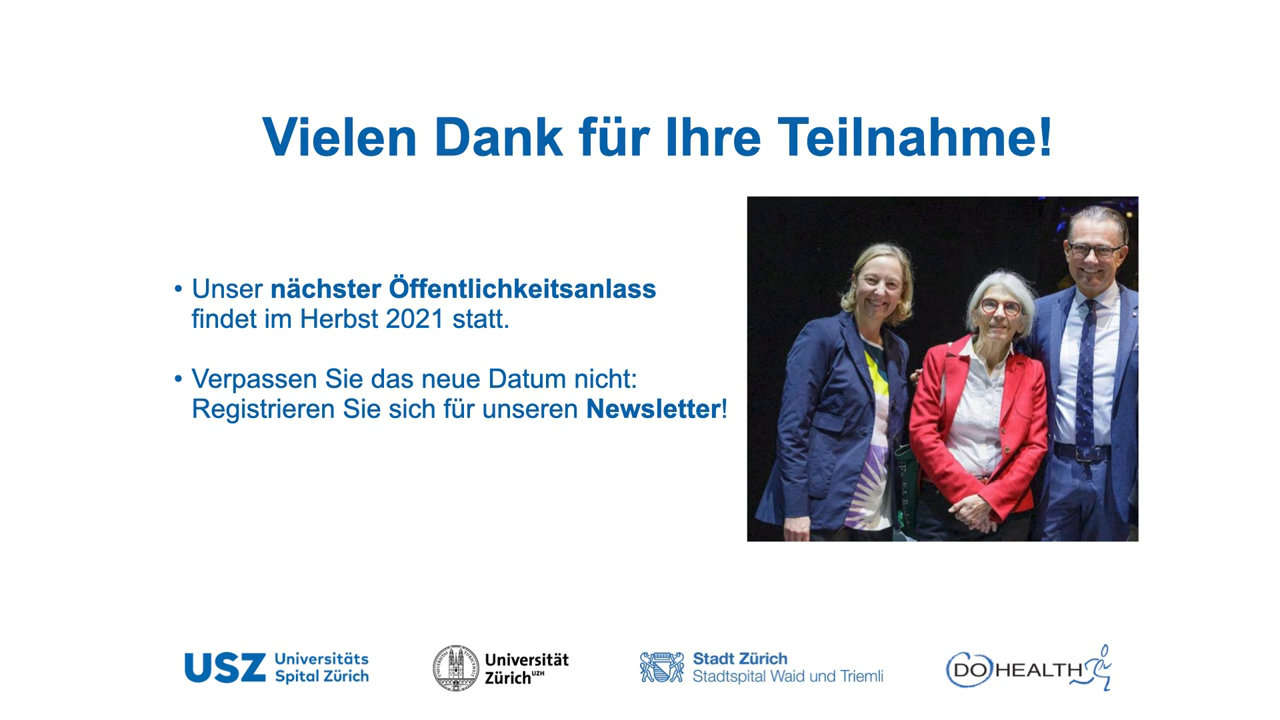 Vielen Dank für Ihre Teilnahme!
• Unser nächster Öffentlichkeitsanlass
findet im Herbst 2021 statt.
• Verpassen Sie das neue Datum nicht:
Registrieren Sie sich für unseren Newsletter!
USZ Universitäts
Spital Zürich
Universität
Zürich UZH
Stadt Zürich
Stadtspital Waid und Triemli
DO HEALTH